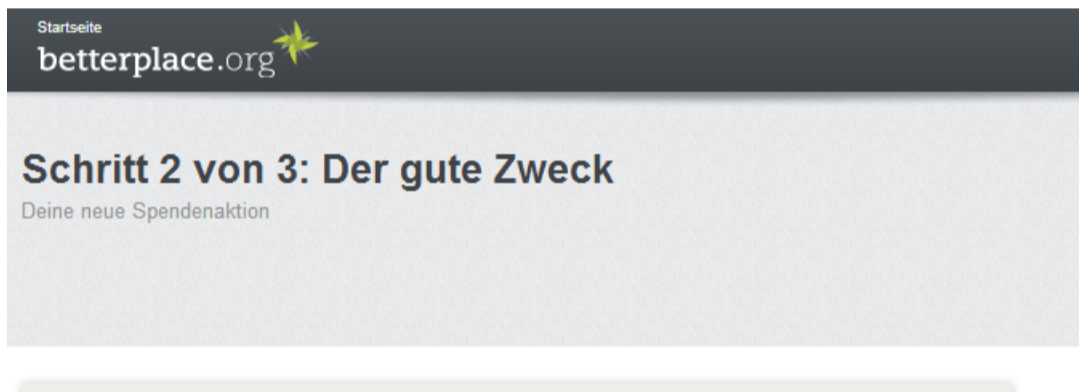 Startseite
betterplace.org
Schritt 2 von 3: Der gute Zweck
Deine neue Spendenaktion